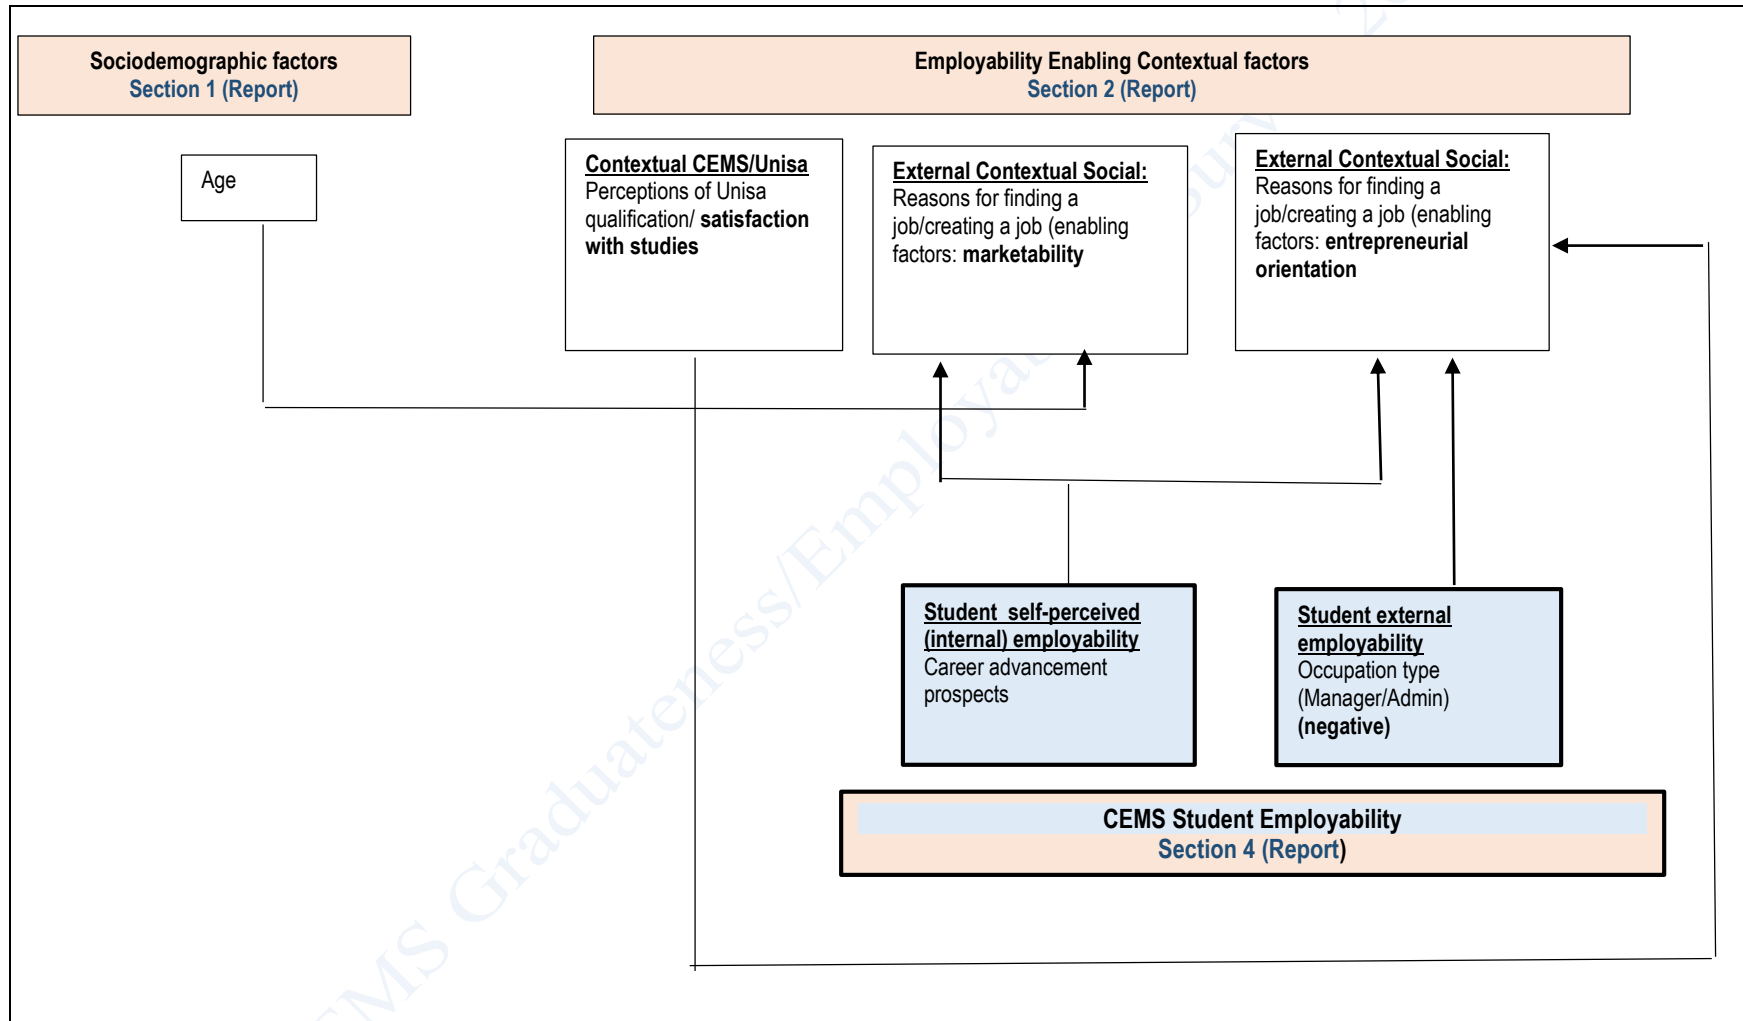 Sociodemographic factors
Section 1 (Report)
Employability Enabling Contextual factors
Section 2 (Report)
Age
Contextual CEMS/Unisa
Perceptions of Unisa
qualification/ satisfaction
with studies
External Contextual Social:
Reasons for finding a
job/creating a job (enabling
factors: marketability
External Contextual Social:
Reasons for finding a
job/creating a job (enabling
factors: entrepreneurial
orientation
Student self-perceived
(internal) employability
Career advancement
prospects
Student external
employability
Occupation type
(Manager/Admin)
(negative)
CEMS Student Employability
Section 4 (Report)
Graduateness/Employab